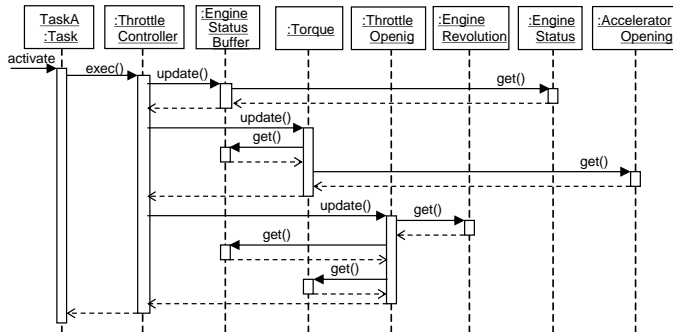 TaskA
:Task
:Throttle
Controller
:Engine
Status
Buffer
:Torque
:Throttle
Openig
:Engine
Revolution
:Engine
Status
:Accelerator
Opening
activate
exec()
update()
get()
update()
get()
get()
update()
get()
get()
get()